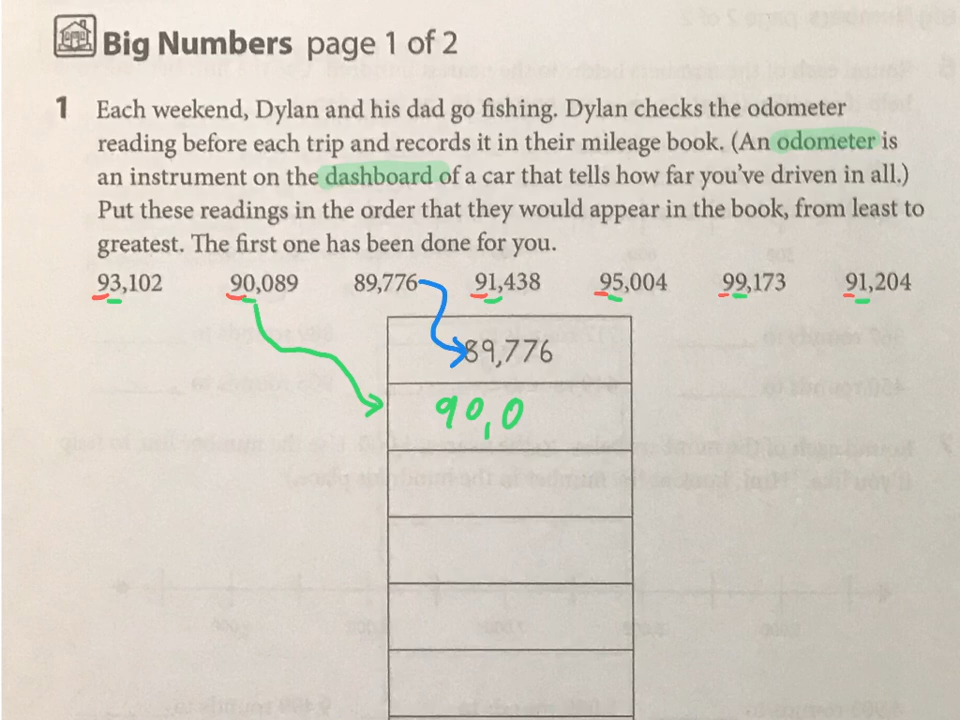 Big Numbers page 1 of 2
1 Each weekend, Dylan and his dad go fishing. Dylan checks the odometer
reading before each trip and records it in their mileage book. (An odometer is
an instrument on the dashboard of a car that tells how far you've driven in all.)
Put these readings in the order that they would appear in the book, from least to
greatest. The first one has been done for you.
93,102 90,089 89,776 91,438 95,004 99,173 91,204
89,776
90,0